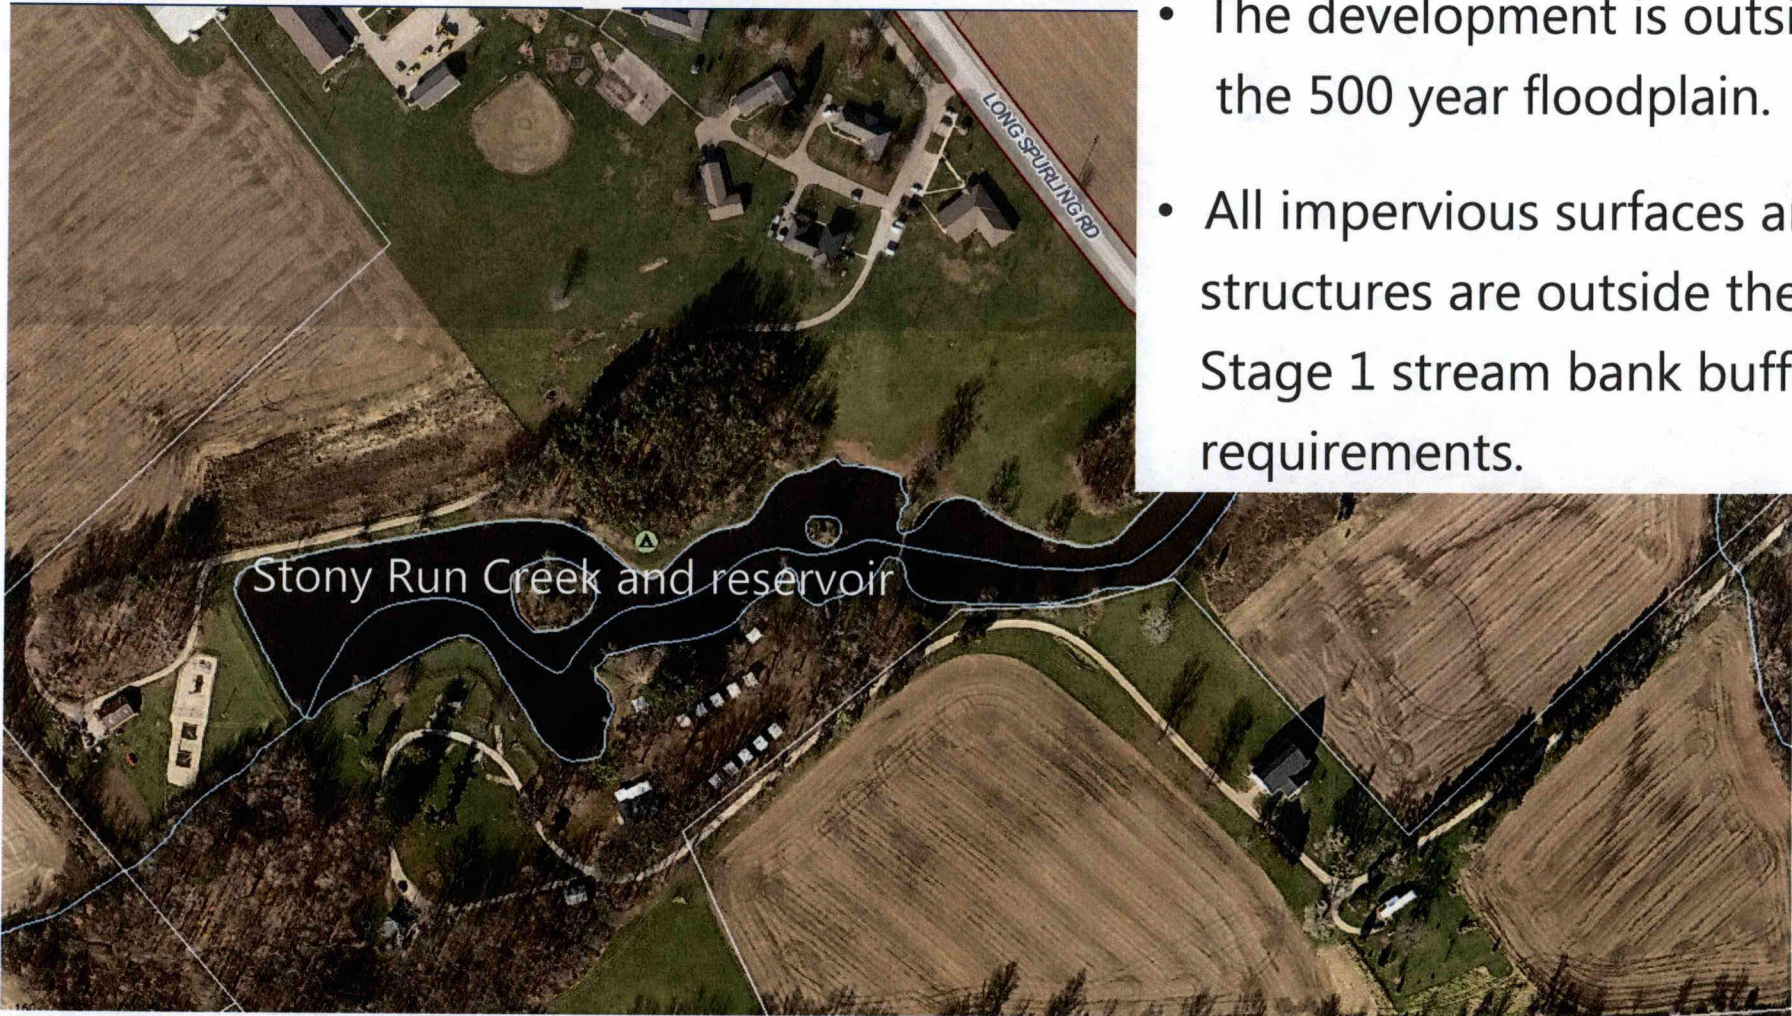 • The development is outsi
the 500 year floodplain.
• All impervious surfaces a
structures are outside the
Stage 1 stream bank buff
requirements.
LONG SPURLING RD
Stony Run Creek and reservoir